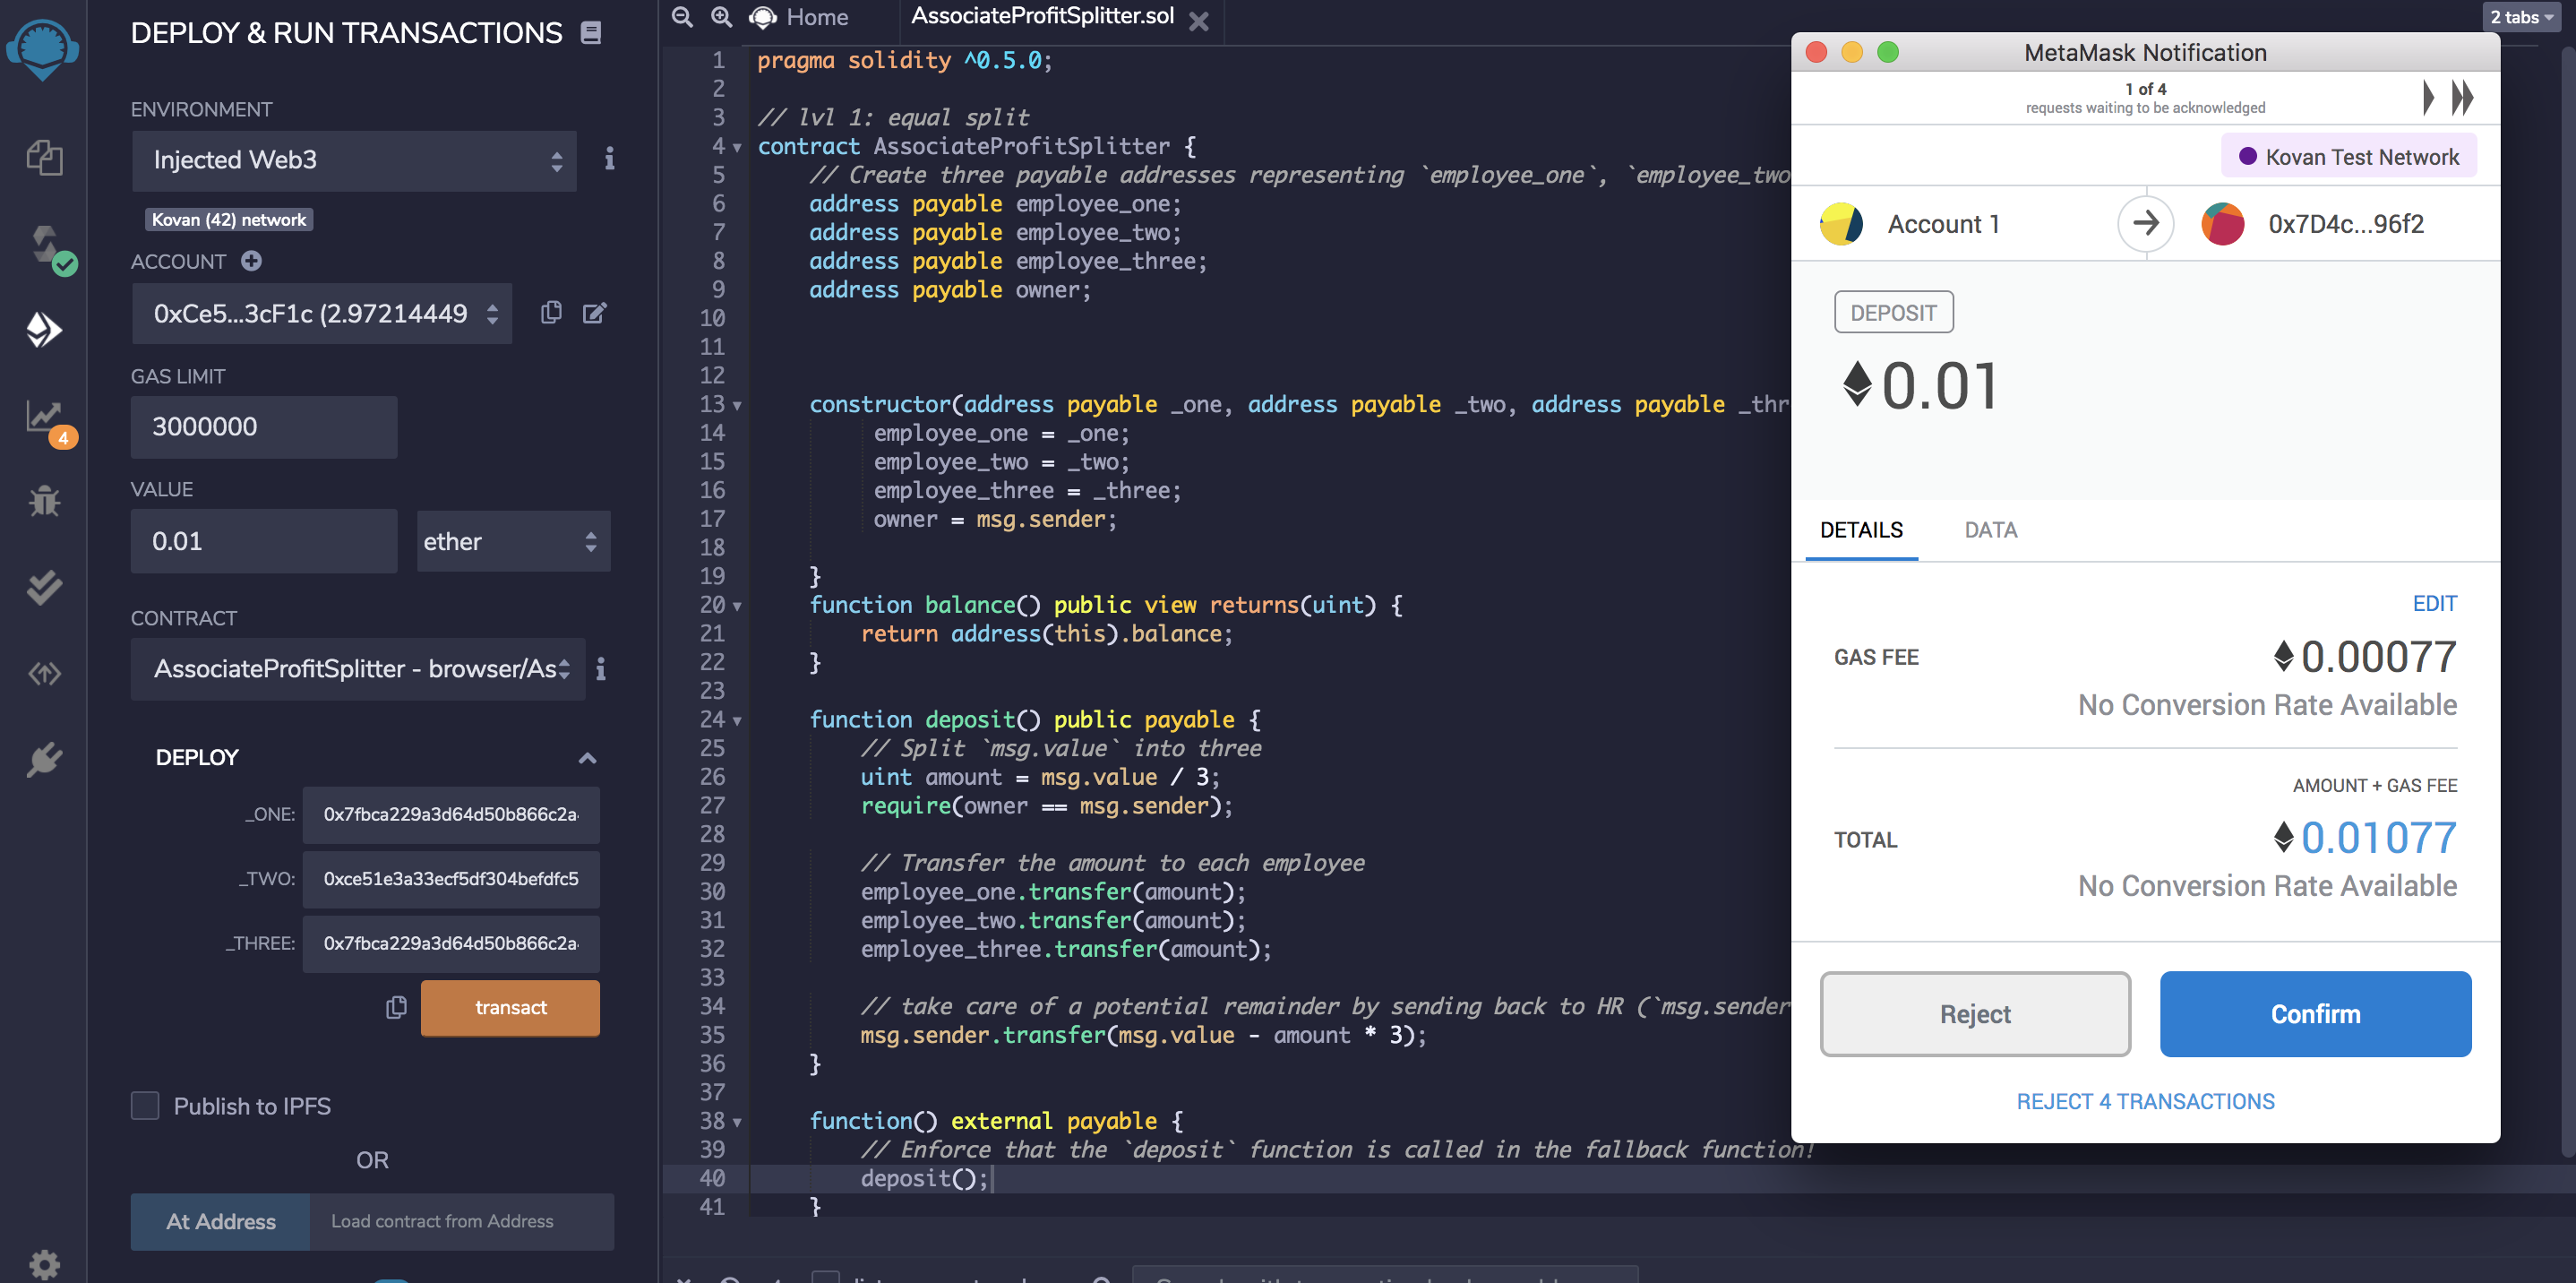 DEPLOY & RUN TRANSACTIONS
ENVIRONMENT
Injected Web3
Kovan (42) network
ACCOUNT
0xCe5...3cF1c (2.97214449
GAS LIMIT
3000000
VALUE
0.01
ether
CONTRACT
AssociateProfitSplitter - browser/As
DEPLOY
_ONE: 0x7fbca229a3d64d50b866c2a
_TWO: 0xce51e3a33ecf5df304befdfc5
_THREE: 0x7fbca229a3d64d50b866c2a
transact
Publish to IPFS
OR
At Address
Load contract from Address
4
Home
AssociateProfitSplitter.sol
2 tabs
1 pragma solidity ^0.5.0;
2
3 // lvl 1: equal split
4 contract AssociateProfitSplitter {
5 // Create three payable addresses representing `employee_one`, `employee_two
6 address payable employee_one;
7 address payable employee_two;
8 address payable employee_three;
9 address payable owner;
10
11
12
13 constructor(address payable _one, address payable _two, address payable _thr
14 employee_one = _one;
15 employee_two = _two;
16 employee_three = _three;
17 owner = msg.sender;
18
19 }
20 function balance() public view returns(uint) {
21 return address(this).balance;
22 }
23
24 function deposit() public payable {
25 // Split `msg.value` into three
26 uint amount = msg.value / 3;
27 require(owner == msg.sender);
28
29 // Transfer the amount to each employee
30 employee_one.transfer(amount);
31 employee_two.transfer(amount);
32 employee_three.transfer(amount);
33
34 // take care of a potential remainder by sending back to HR (`msg.sender
35 msg.sender.transfer(msg.value - amount * 3);
36 }
37
38 function() external payable {
39 // Enforce that the `deposit` function is called in the fallback function!
40 deposit();
41 }
MetaMask Notification
1 of 4
requests waiting to be acknowledged
Kovan Test Network
Account 1
0x7D4c...96f2
DEPOSIT
0.01
DETAILS
DATA
EDIT
GAS FEE
0.00077
No Conversion Rate Available
AMOUNT + GAS FEE
TOTAL
0.01077
No Conversion Rate Available
Reject
Confirm
REJECT 4 TRANSACTIONS